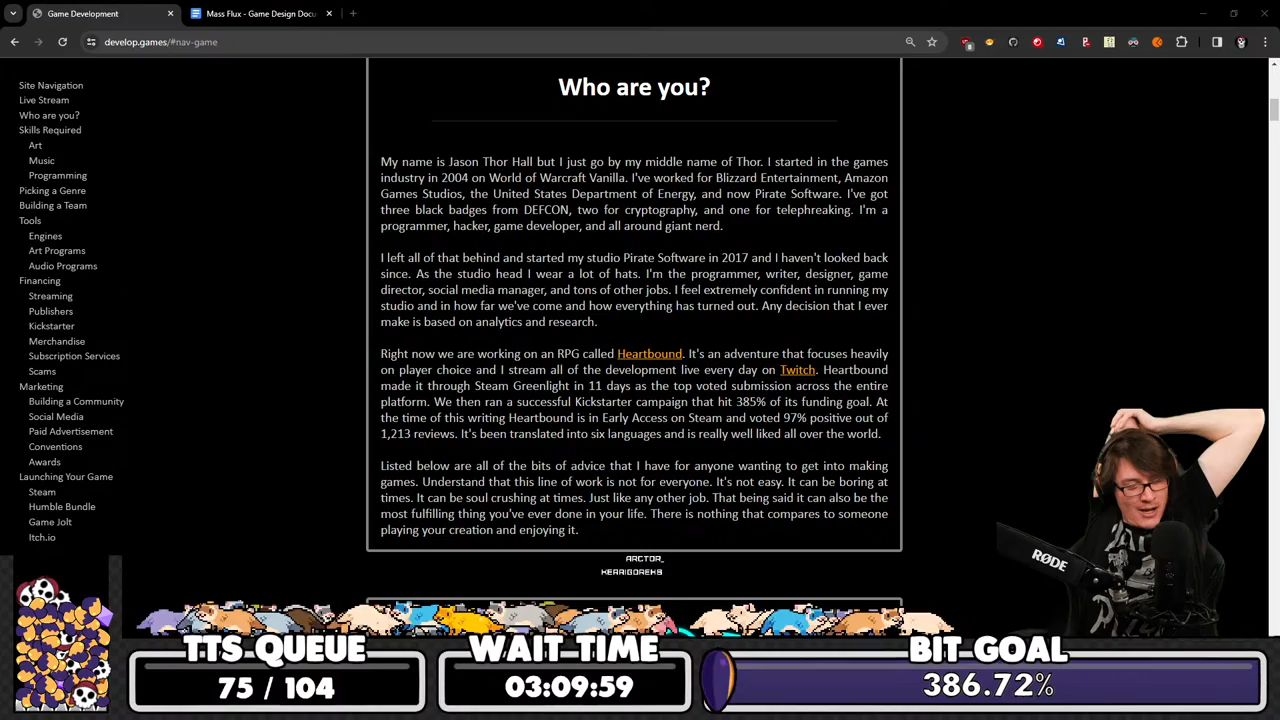 Game Development
Mass Flux - Game Design Docu
develop.games/#nav-game
Site Navigation
Live Stream
Who are you?
Skills Required
Art
Music
Programming
Picking a Genre
Building a Team
Tools
Engines
Art Programs
Audio Programs
Financing
Streaming
Publishers
Kickstarter
Merchandise
Subscription Services
Scams
Marketing
Building a Community
Social Media
Paid Advertisement
Conventions
Awards
Launching Your Game
Steam
Humble Bundle
Game Jolt
Itch.io
Who are you?
My name is Jason Thor Hall but I just go by my middle name of Thor. I started in the games
industry in 2004 on World of Warcraft Vanilla. I've worked for Blizzard Entertainment, Amazon
Games Studios, the United States Department of Energy, and now Pirate Software. I've got
three black badges from DEFCON, two for cryptography, and one for telephreaking. I'm a
programmer, hacker, game developer, and all around giant nerd.
I left all of that behind and started my studio Pirate Software in 2017 and I haven't looked back
since. As the studio head I wear a lot of hats. I'm the programmer, writer, designer, game
director, social media manager, and tons of other jobs. I feel extremely confident in running my
studio and in how far we've come and how everything has turned out. Any decision that I ever
make is based on analytics and research.
Right now we are working on an RPG called Heartbound. It's an adventure that focuses heavily
on player choice and I stream all of the development live every day on Twitch. Heartbound
made it through Steam Greenlight in 11 days as the top voted submission across the entire
platform. We then ran a successful Kickstarter campaign that hit 385% of its funding goal. At
the time of this writing Heartbound is in Early Access on Steam and voted 97% positive out of
1,213 reviews. It's been translated into six languages and is really well liked all over the world.
Listed below are all of the bits of advice that I have for anyone wanting to get into making
games. Understand that this line of work is not for everyone. It's not easy. It can be boring at
times. It can be soul crushing at times. Just like any other job. That being said it can also be the
most fulfilling thing you've ever done in your life. There is nothing that compares to someone
playing your creation and enjoying it.
ARCTOR_
RØDE
TTS QUEUE
75 / 104
WAIT TIME
03:09:59
BIT GOAL
386.72%